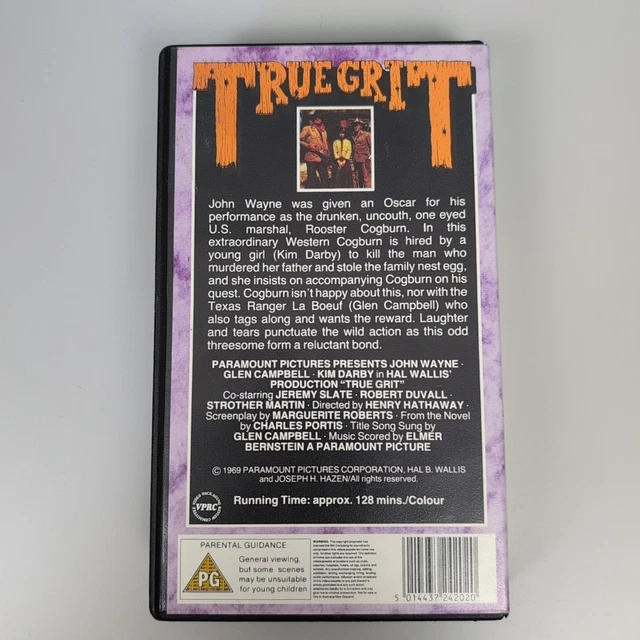 TRUE GRIT
John Wayne was given an Oscar for his
performance as the drunken, uncouth, one eyed
U.S. marshal, Rooster Cogburn. In this
extraordinary Western Cogburn is hired by a
young girl (Kim Darby) to kill the man who
murdered her father and stole the family nest egg,
and she insists on accompanying Cogburn on his
quest. Cogburn isn't happy about this, nor with the
Texas Ranger La Boeuf (Glen Campbell) who
also tags along and wants the reward. Laughter
and tears punctuate the wild action as this odd
threesome form a reluctant bond.
PARAMOUNT PICTURES PRESENTS JOHN WAYNE ·
GLEN CAMPBELL · KIM DARBY in HAL WALLIS'
PRODUCTION "TRUE GRIT"
Co-starring JEREMY SLATE · ROBERT DUVALL ·
STROTHER MARTIN · Directed by HENRY HATHAWAY ·
Screenplay by MARGUERITE ROBERTS · From the Novel
by CHARLES PORTIS · Title Song Sung by
GLEN CAMPBELL · Music Scored by ELMER
BERNSTEIN A PARAMOUNT PICTURE
© 1969 PARAMOUNT PICTURES CORPORATION, HAL B. WALLIS
and JOSEPH H. HAZEN/All rights reserved.
VPRC
Running Time: approx. 128 mins./Colour
PARENTAL GUIDANCE
PG
General viewing,
but some scenes
may be unsuitable
for young children
5 014437 242020